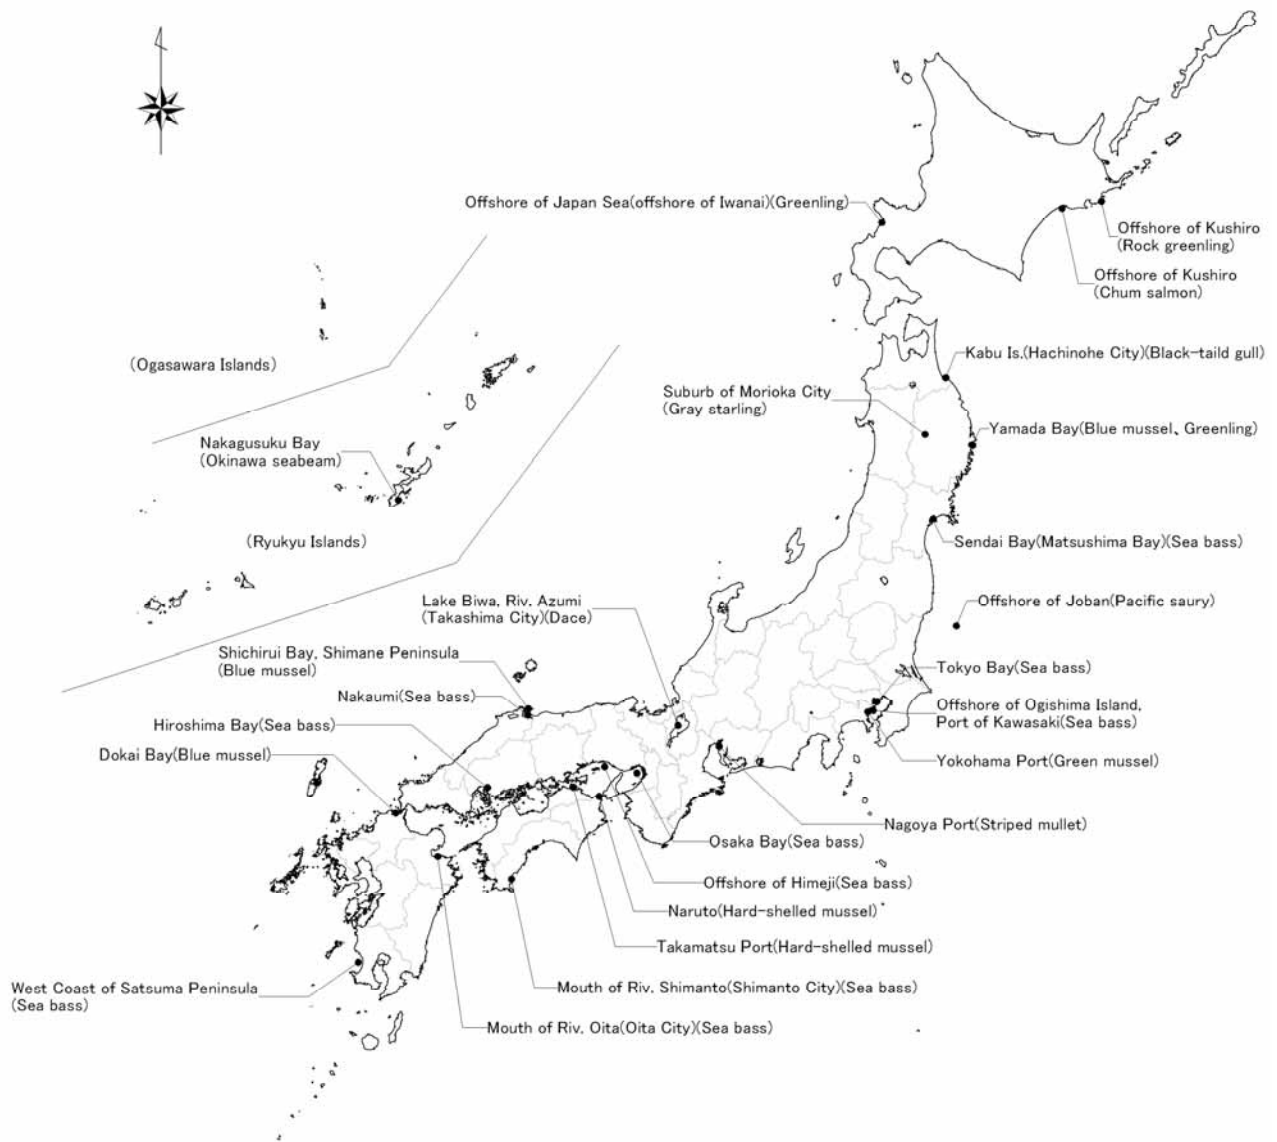 Offshore of Japan Sea(offshore of Iwanai)(Greenling)
Offshore of Kushiro
(Rock greenling)
Offshore of Kushiro
(Chum salmon)
(Ogasawara Islands)
Kabu Is.(Hachinohe City)(Black-taild gull)
Suburb of Morioka City
(Gray starling)
Yamada Bay(Blue mussel、Greenling)
Nakagusuku Bay
(Okinawa seabeam)
(Ryukyu Islands)
Sendai Bay(Matsushima Bay)(Sea bass)
Lake Biwa, Riv. Azumi
(Takashima City)(Dace)
Offshore of Joban(Pacific saury)
Shichirui Bay, Shimane Peninsula
(Blue mussel)
Tokyo Bay(Sea bass)
Nakaumi(Sea bass)
Offshore of Ogishima Island,
Port of Kawasaki(Sea bass)
Hiroshima Bay(Sea bass)
Dokai Bay(Blue mussel)
Yokohama Port(Green mussel)
Nagoya Port(Striped mullet)
Osaka Bay(Sea bass)
Offshore of Himeji(Sea bass)
Naruto(Hard-shelled mussel)
Takamatsu Port(Hard-shelled mussel)
West Coast of Satsuma Peninsula
(Sea bass)
Mouth of Riv. Shimanto(Shimanto City)(Sea bass)
Mouth of Riv. Oita(Oita City)(Sea bass)